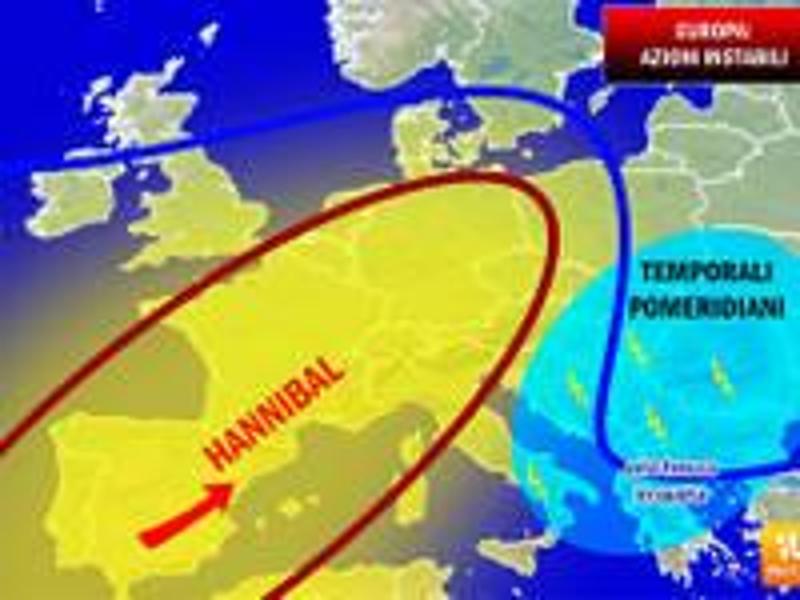 EUROPA:
AZIONI INSTABILI
TEMPORALI
POMERIDIANI
HANNIBAL